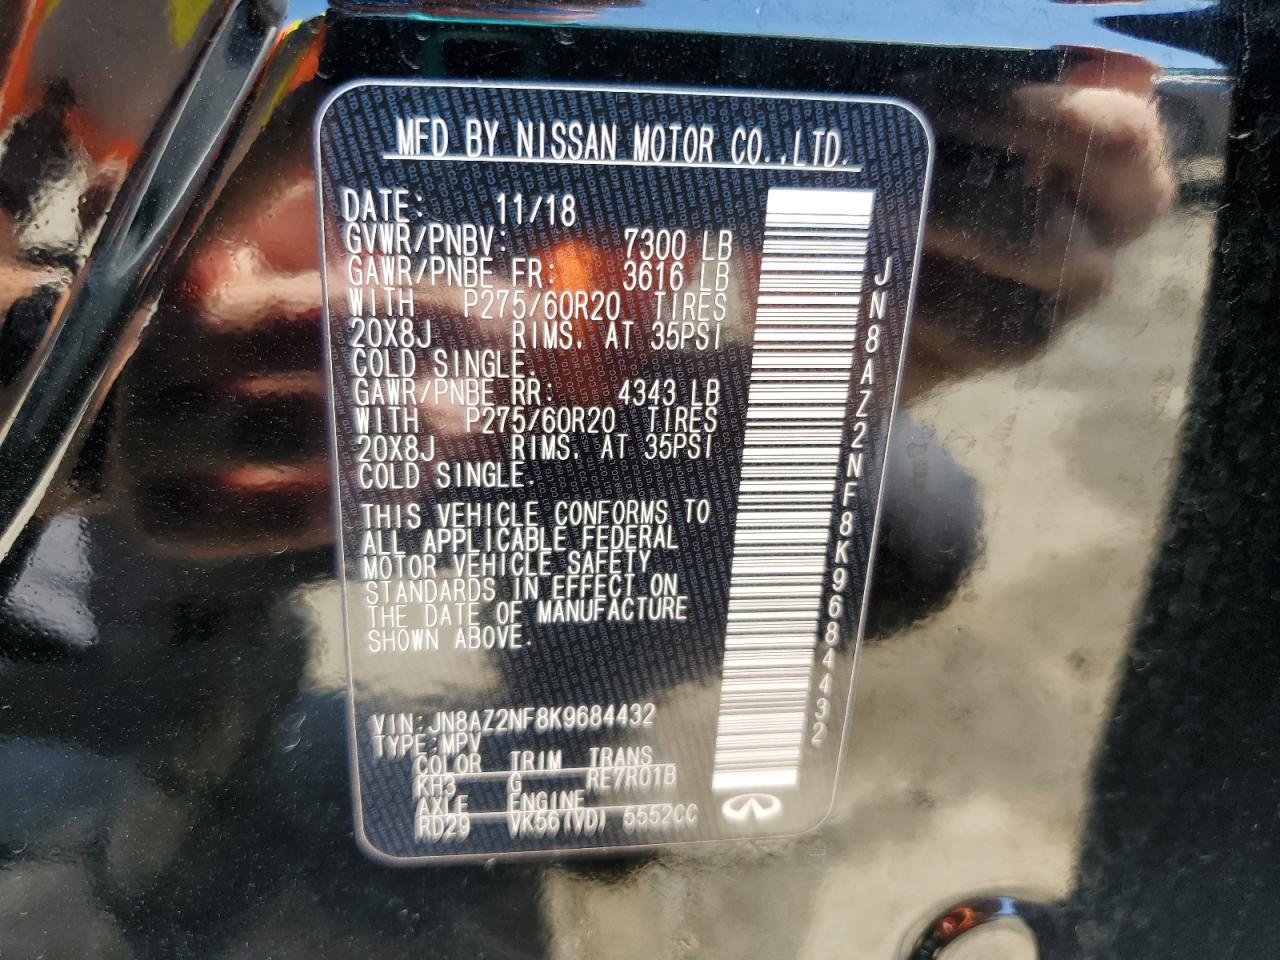 MFD BY NISSAN MOTOR CO.,LTD.
DATE: 11/18
GVWR/PNBV: 7300 LB
GAWR/PNBE FR: 3616 LB
WITH P275/60R20 TIRES
20X8J RIMS. AT 35PSI
COLD SINGLE.
GAWR/PNBE RR: 4343 LB
WITH P275/60R20 TIRES
20X8J RIMS. AT 35PSI
COLD SINGLE.
THIS VEHICLE CONFORMS TO
ALL APPLICABLE FEDERAL
MOTOR VEHICLE SAFETY
STANDARDS IN EFFECT ON
THE DATE OF MANUFACTURE
SHOWN ABOVE.
VIN:JN8AZ2NF8K9684432
TYPE:MPV
COLOR TRIM TRANS
KH3 G RE7R01B
AXLE ENGINE
RD29 VK56(VD) 5552CC
JN8AZ2NF8K9684432